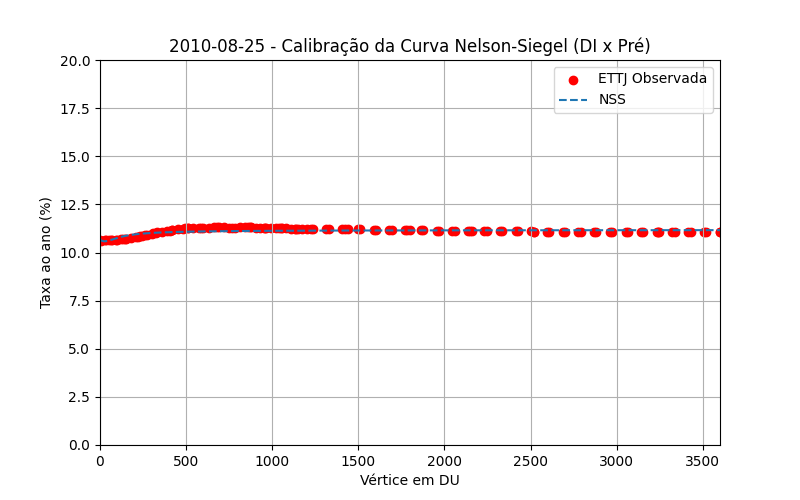 2010-08-25 - Calibração da Curva Nelson-Siegel (DI x Pré)
20.0
17.5
15.0
12.5
10.0
7.5
5.0
2.5
0.0
Taxa ao ano (%)
ETTJ Observada
NSS
0 500 1000 1500 2000 2500 3000 3500
Vértice em DU